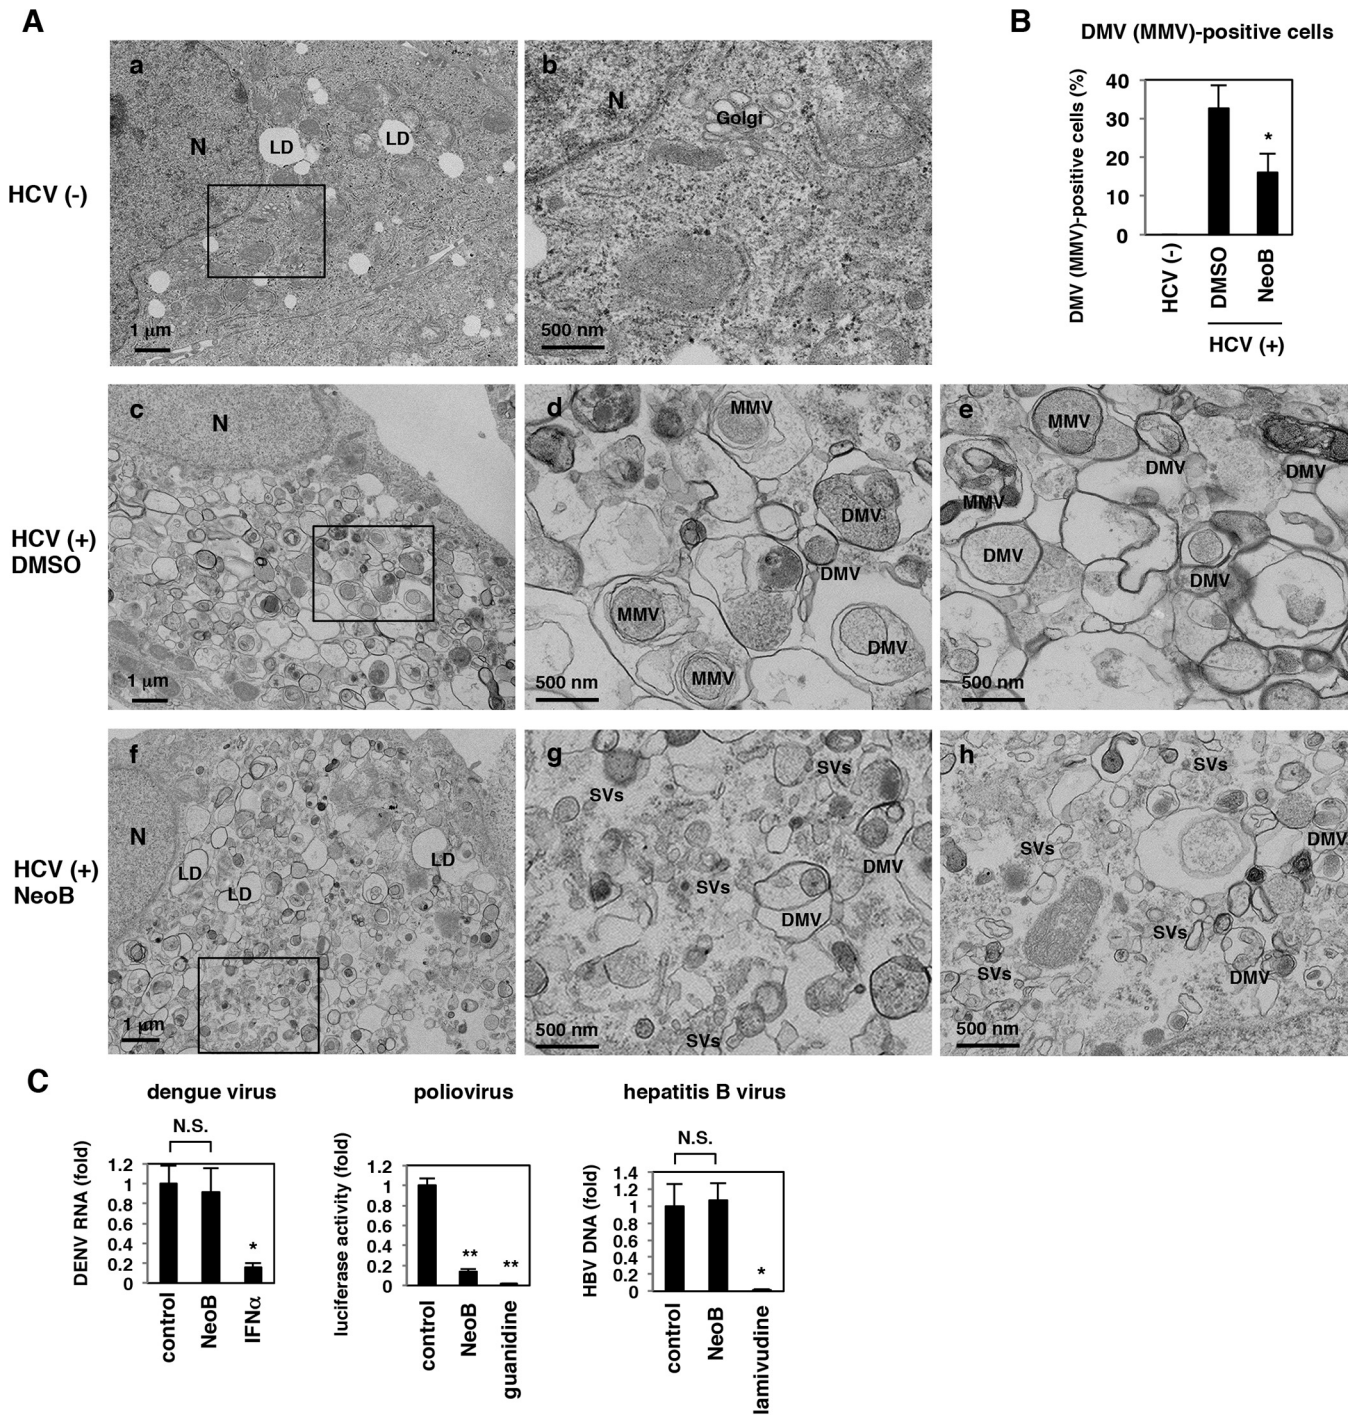 A
a
N
LD
LD
1 μm
b
N
Golgi
500 nm
HCV (-)
B
DMV (MMV)-positive cells
DMV (MMV)-positive cells (%)
40
30
20
10
0
*
HCV (-)
DMSO
NeoB
HCV (+)
HCV (+)
DMSO
c
N
1 μm
d
MMV
DMV
DMV
MMV
DMV
MMV
500 nm
e
MMV
DMV
DMV
MMV
DMV
DMV
500 nm
HCV (+)
NeoB
f
N
LD
LD
LD
1 μm
g
SVs
SVs
DMV
SVs
DMV
SVs
500 nm
h
SVs
DMV
SVs
SVs
SVs
DMV
500 nm
C
dengue virus
N.S.
DENV RNA (fold)
1.2
1
0.8
0.6
0.4
0.2
0
*
control
NeoB
IFNα
poliovirus
luciferase activity (fold)
1.2
1
0.8
0.6
0.4
0.2
0
**
**
control
NeoB
guanidine
hepatitis B virus
N.S.
HBV DNA (fold)
1.4
1.2
1
0.8
0.6
0.4
0.2
0
*
control
NeoB
lamivudine